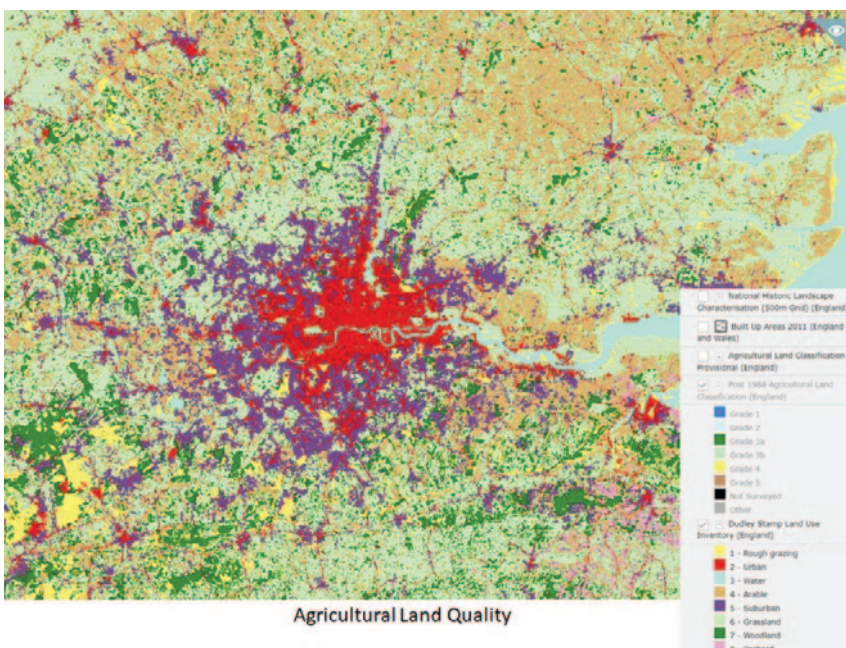 National Historic Landscape
Characterisation (500m Grid) (England
Built Up Areas 2011 (England
and Wales)
Agricultural Land Classification
Provisional (England)
Post 1988 Agricultural Land
Classification (England)
Grade 1
Grade 2
Grade 3a
Grade 3b
Grade 4
Grade 5
Not Surveyed
Other
Dudley Stamp Land Use
Inventory (England)
1 - Rough grazing
2 - Urban
3 - Water
4 - Arable
5 - Suburban
6 - Grassland
7 - Woodland
Agricultural Land Quality